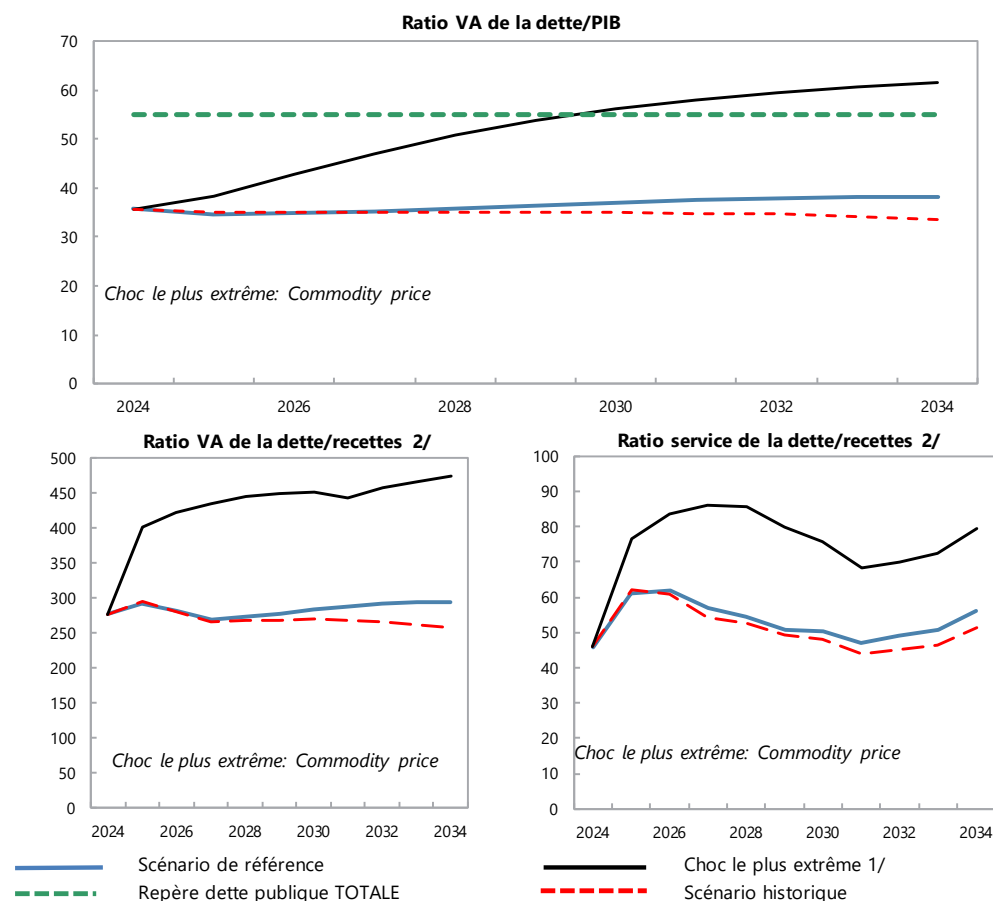 Ratio VA de la dette/PIB
70
60
50
40
30
20
10
0
Choc le plus extrême: Commodity price
2024 2026 2028 2030 2032 2034
Ratio VA de la dette/recettes 2/
500
450
400
350
300
250
200
150
100
50
0
Choc le plus extrême: Commodity price
2024 2026 2028 2030 2032 2034
Ratio service de la dette/recettes 2/
100
90
80
70
60
50
40
30
20
10
0
Choc le plus extrême: Commodity price
2024 2026 2028 2030 2032 2034
Scénario de référence
Choc le plus extrême 1/
Repère dette publique TOTALE
Scénario historique